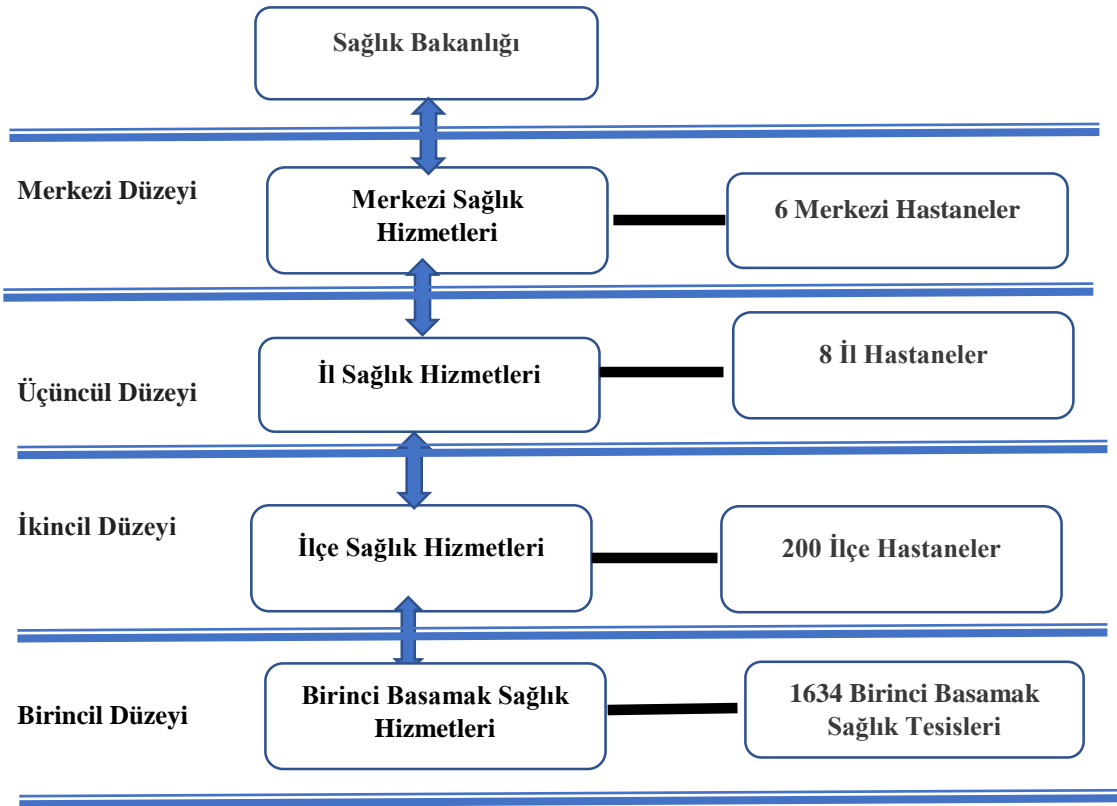 Sağlık Bakanlığı
Merkezi Düzeyi
Merkezi Sağlık
Hizmetleri
6 Merkezi Hastaneler
Üçüncül Düzeyi
İl Sağlık Hizmetleri
8 İl Hastaneler
İkincil Düzeyi
İlçe Sağlık Hizmetleri
200 İlçe Hastaneler
Birincil Düzeyi
Birinci Basamak Sağlık
Hizmetleri
1634 Birinci Basamak
Sağlık Tesisleri